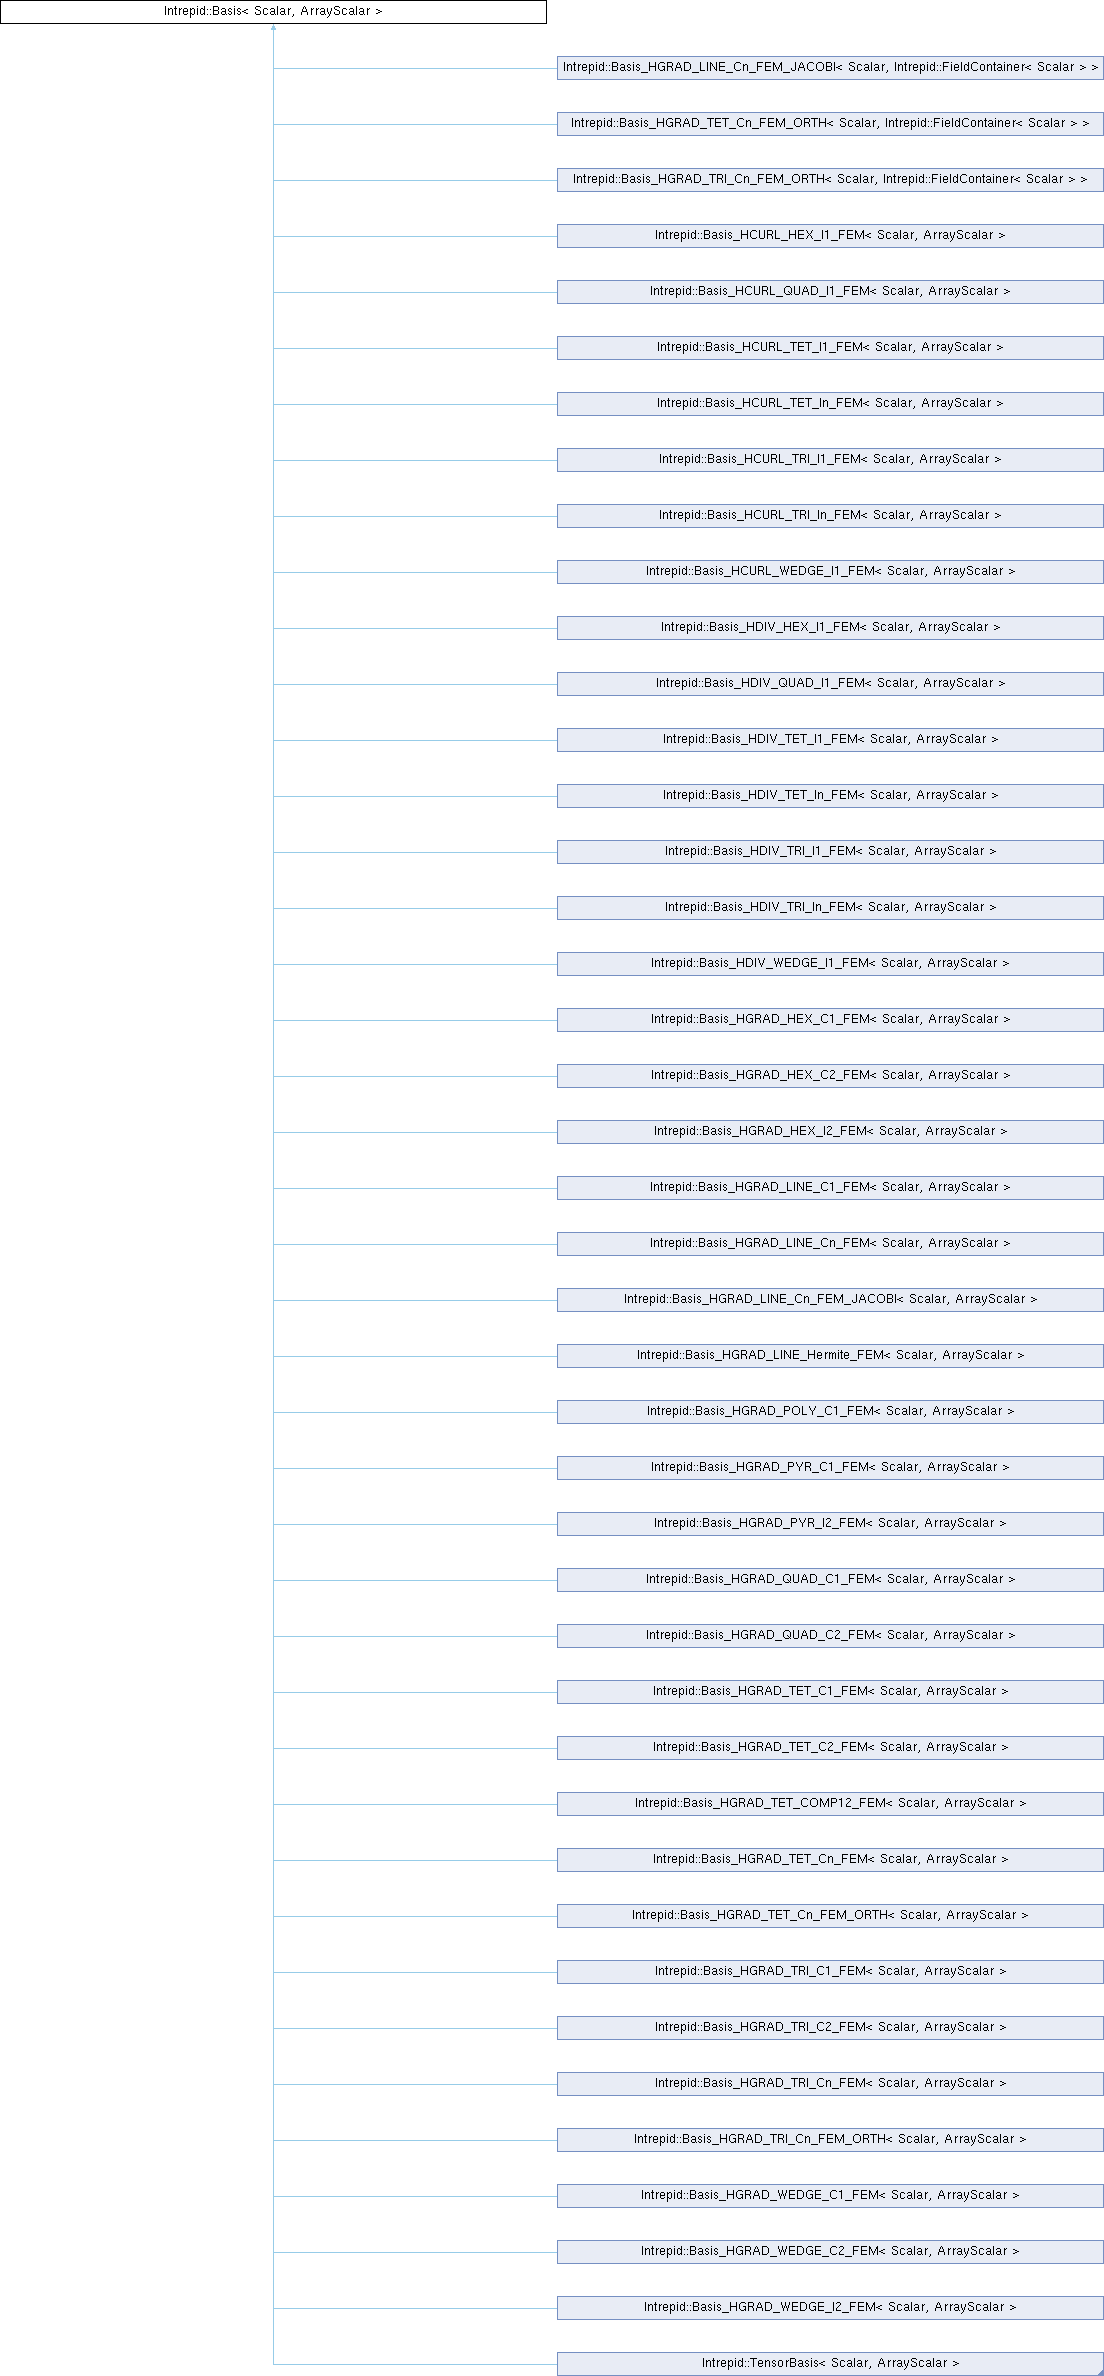 Intrepid::Basis< Scalar, ArrayScalar >
Intrepid::Basis_HGRAD_LINE_Cn_FEM_JACOBI< Scalar, Intrepid::FieldContainer< Scalar > >
Intrepid::Basis_HGRAD_TET_Cn_FEM_ORTH< Scalar, Intrepid::FieldContainer< Scalar > >
Intrepid::Basis_HGRAD_TRI_Cn_FEM_ORTH< Scalar, Intrepid::FieldContainer< Scalar > >
Intrepid::Basis_HCURL_HEX_I1_FEM< Scalar, ArrayScalar >
Intrepid::Basis_HCURL_QUAD_I1_FEM< Scalar, ArrayScalar >
Intrepid::Basis_HCURL_TET_I1_FEM< Scalar, ArrayScalar >
Intrepid::Basis_HCURL_TET_In_FEM< Scalar, ArrayScalar >
Intrepid::Basis_HCURL_TRI_I1_FEM< Scalar, ArrayScalar >
Intrepid::Basis_HCURL_TRI_In_FEM< Scalar, ArrayScalar >
Intrepid::Basis_HCURL_WEDGE_I1_FEM< Scalar, ArrayScalar >
Intrepid::Basis_HDIV_HEX_I1_FEM< Scalar, ArrayScalar >
Intrepid::Basis_HDIV_QUAD_I1_FEM< Scalar, ArrayScalar >
Intrepid::Basis_HDIV_TET_I1_FEM< Scalar, ArrayScalar >
Intrepid::Basis_HDIV_TET_In_FEM< Scalar, ArrayScalar >
Intrepid::Basis_HDIV_TRI_I1_FEM< Scalar, ArrayScalar >
Intrepid::Basis_HDIV_TRI_In_FEM< Scalar, ArrayScalar >
Intrepid::Basis_HDIV_WEDGE_I1_FEM< Scalar, ArrayScalar >
Intrepid::Basis_HGRAD_HEX_C1_FEM< Scalar, ArrayScalar >
Intrepid::Basis_HGRAD_HEX_C2_FEM< Scalar, ArrayScalar >
Intrepid::Basis_HGRAD_HEX_I2_FEM< Scalar, ArrayScalar >
Intrepid::Basis_HGRAD_LINE_C1_FEM< Scalar, ArrayScalar >
Intrepid::Basis_HGRAD_LINE_Cn_FEM< Scalar, ArrayScalar >
Intrepid::Basis_HGRAD_LINE_Cn_FEM_JACOBI< Scalar, ArrayScalar >
Intrepid::Basis_HGRAD_LINE_Hermite_FEM< Scalar, ArrayScalar >
Intrepid::Basis_HGRAD_POLY_C1_FEM< Scalar, ArrayScalar >
Intrepid::Basis_HGRAD_PYR_C1_FEM< Scalar, ArrayScalar >
Intrepid::Basis_HGRAD_PYR_I2_FEM< Scalar, ArrayScalar >
Intrepid::Basis_HGRAD_QUAD_C1_FEM< Scalar, ArrayScalar >
Intrepid::Basis_HGRAD_QUAD_C2_FEM< Scalar, ArrayScalar >
Intrepid::Basis_HGRAD_TET_C1_FEM< Scalar, ArrayScalar >
Intrepid::Basis_HGRAD_TET_C2_FEM< Scalar, ArrayScalar >
Intrepid::Basis_HGRAD_TET_COMP12_FEM< Scalar, ArrayScalar >
Intrepid::Basis_HGRAD_TET_Cn_FEM< Scalar, ArrayScalar >
Intrepid::Basis_HGRAD_TET_Cn_FEM_ORTH< Scalar, ArrayScalar >
Intrepid::Basis_HGRAD_TRI_C1_FEM< Scalar, ArrayScalar >
Intrepid::Basis_HGRAD_TRI_C2_FEM< Scalar, ArrayScalar >
Intrepid::Basis_HGRAD_TRI_Cn_FEM< Scalar, ArrayScalar >
Intrepid::Basis_HGRAD_TRI_Cn_FEM_ORTH< Scalar, ArrayScalar >
Intrepid::Basis_HGRAD_WEDGE_C1_FEM< Scalar, ArrayScalar >
Intrepid::Basis_HGRAD_WEDGE_C2_FEM< Scalar, ArrayScalar >
Intrepid::Basis_HGRAD_WEDGE_I2_FEM< Scalar, ArrayScalar >
Intrepid::TensorBasis< Scalar, ArrayScalar >